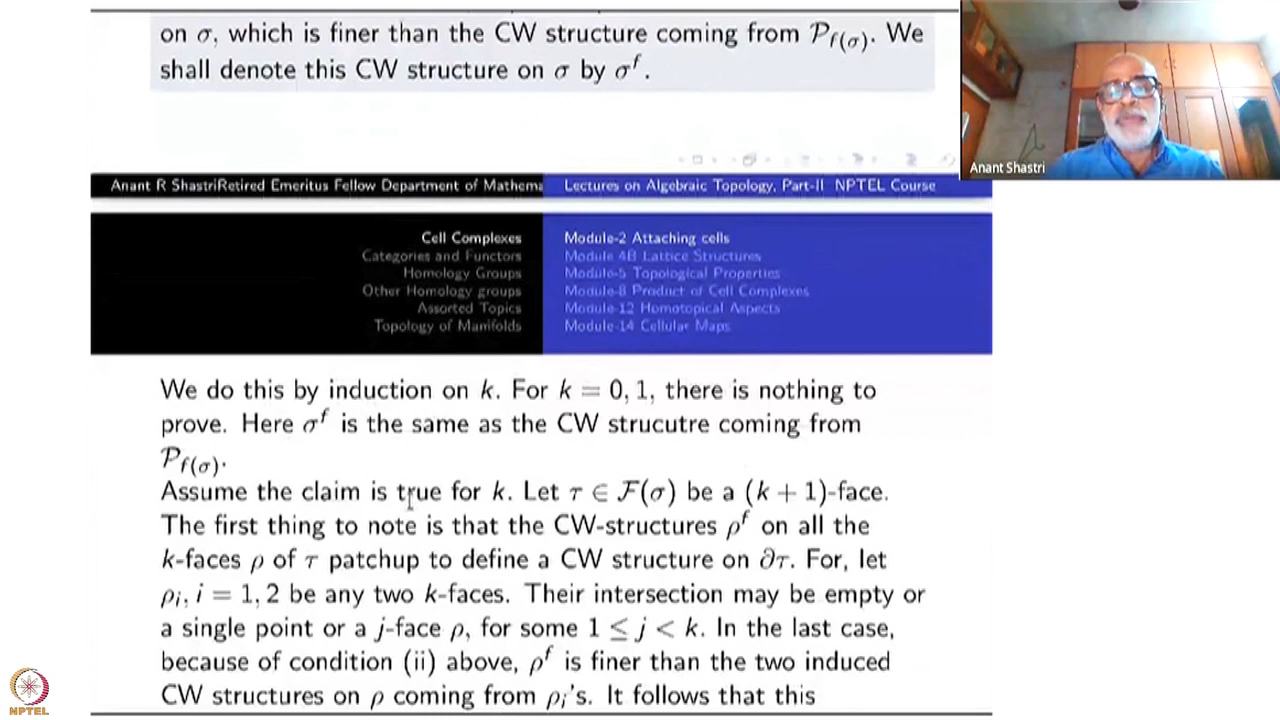 on σ, which is finer than the CW structure coming from 𝒫_{f(σ)}. We
shall denote this CW structure on σ by σ^f.
Anant Shastri
Anant R ShastriRetired Emeritus Fellow Department of Mathema
Lectures on Algebraic Topology, Part-II NPTEL Course
Cell Complexes
Categories and Functors
Homology Groups
Other Homology groups
Assorted Topics
Topology of Manifolds
Module-2 Attaching cells
Module 4B Lattice Structures
Module-5 Topological Properties
Module-8 Product of Cell Complexes
Module-12 Homotopical Aspects
Module-14 Cellular Maps
We do this by induction on k. For k = 0, 1, there is nothing to
prove. Here σ^f is the same as the CW strucutre coming from
𝒫_{f(σ)}.
Assume the claim is true for k. Let τ ∈ ℱ(σ) be a (k + 1)-face.
The first thing to note is that the CW-structures ρ^f on all the
k-faces ρ of τ patchup to define a CW structure on ∂τ. For, let
ρ_i, i = 1, 2 be any two k-faces. Their intersection may be empty or
a single point or a j-face ρ, for some 1 ≤ j < k. In the last case,
because of condition (ii) above, ρ^f is finer than the two induced
CW structures on ρ coming from ρ_i's. It follows that this
NPTEL